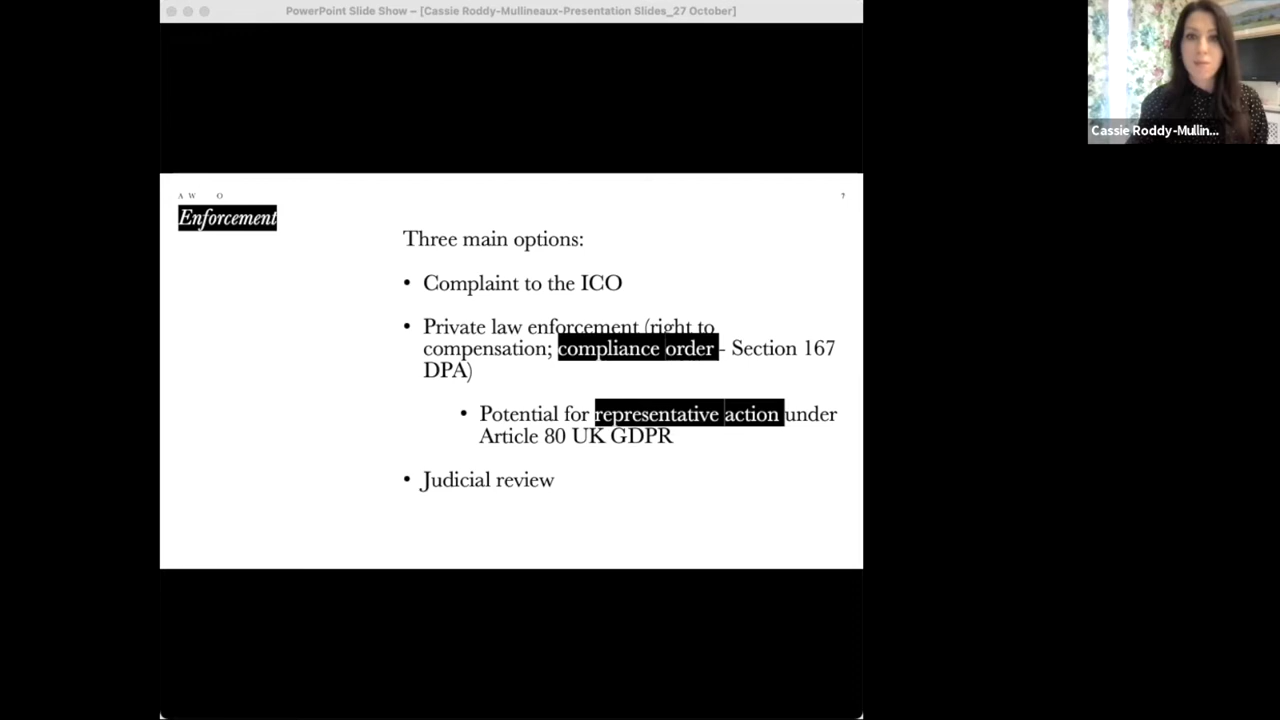 PowerPoint Slide Show – [Cassie Roddy-Mullineaux-Presentation Slides_27 October]
Cassie Roddy-Mullin...
A W O
7
Enforcement
Three main options:
• Complaint to the ICO
• Private law enforcement (right to
compensation; compliance order - Section 167
DPA)
• Potential for representative action under
Article 80 UK GDPR
• Judicial review